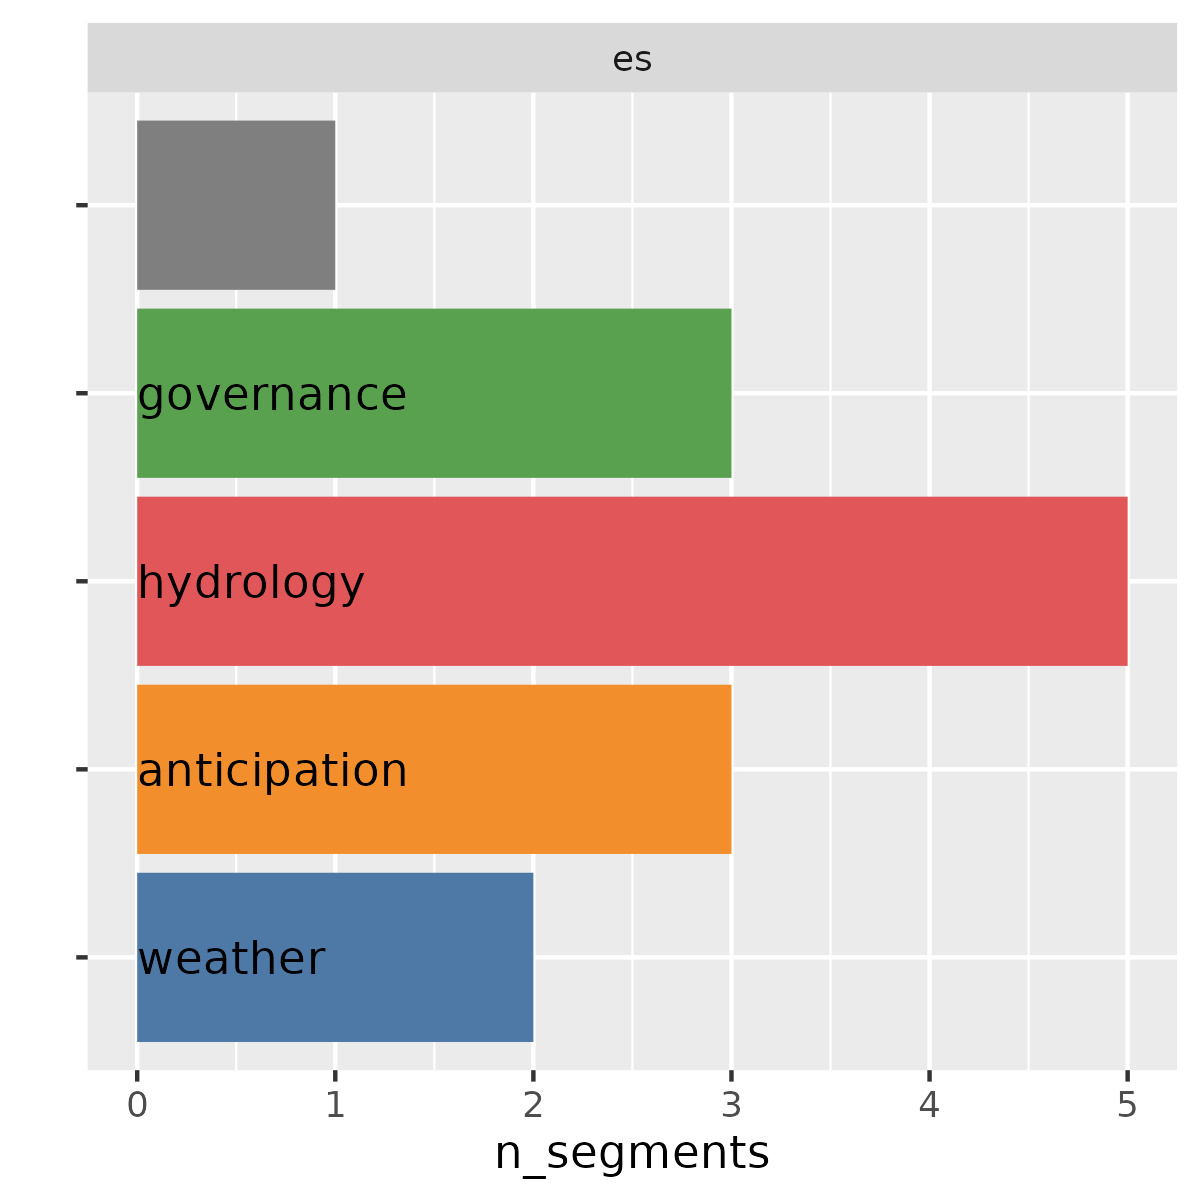 es
governance
hydrology
anticipation
weather
0 1 2 3 4 5
n_segments